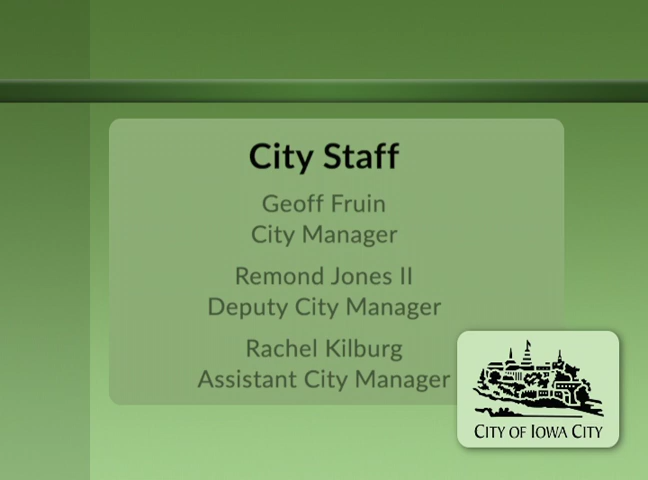 City Staff
Geoff Fruin
City Manager
Remond Jones II
Deputy City Manager
Rachel Kilburg
Assistant City Manager
CITY OF IOWA CITY